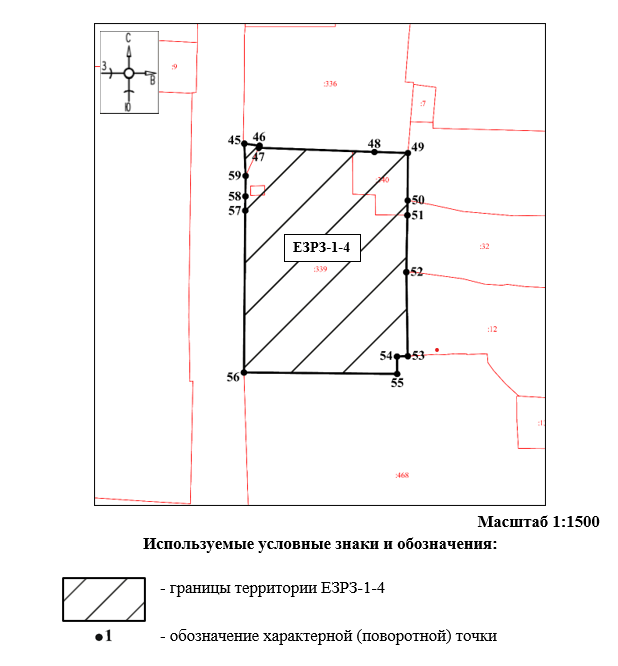 С
З
В
Ю
:9
:336
:7
45
46
47
48
49
59
:340
58
50
57
51
ЕЗРЗ-1-4
:32
:339
52
:12
54
53
56
55
:468
Масштаб 1:1500
Используемые условные знаки и обозначения:
- границы территории ЕЗРЗ-1-4
1
- обозначение характерной (поворотной) точки